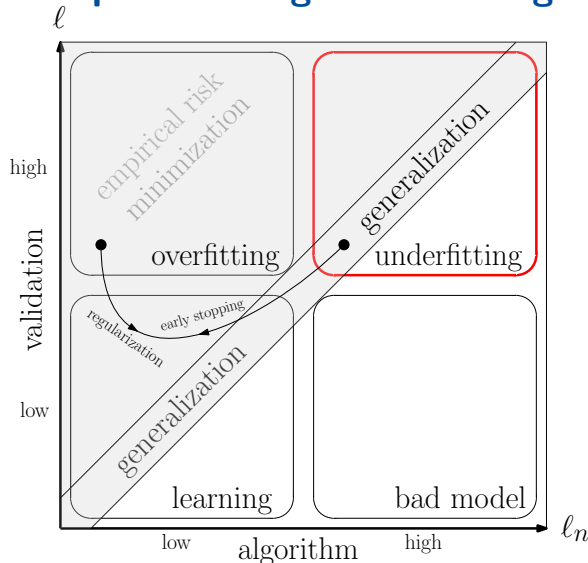 ℓ
empirical risk
minimization
generalization
high
overfitting
underfitting
validation
regularization
early stopping
generalization
low
learning
bad model
ℓn
low
high
algorithm